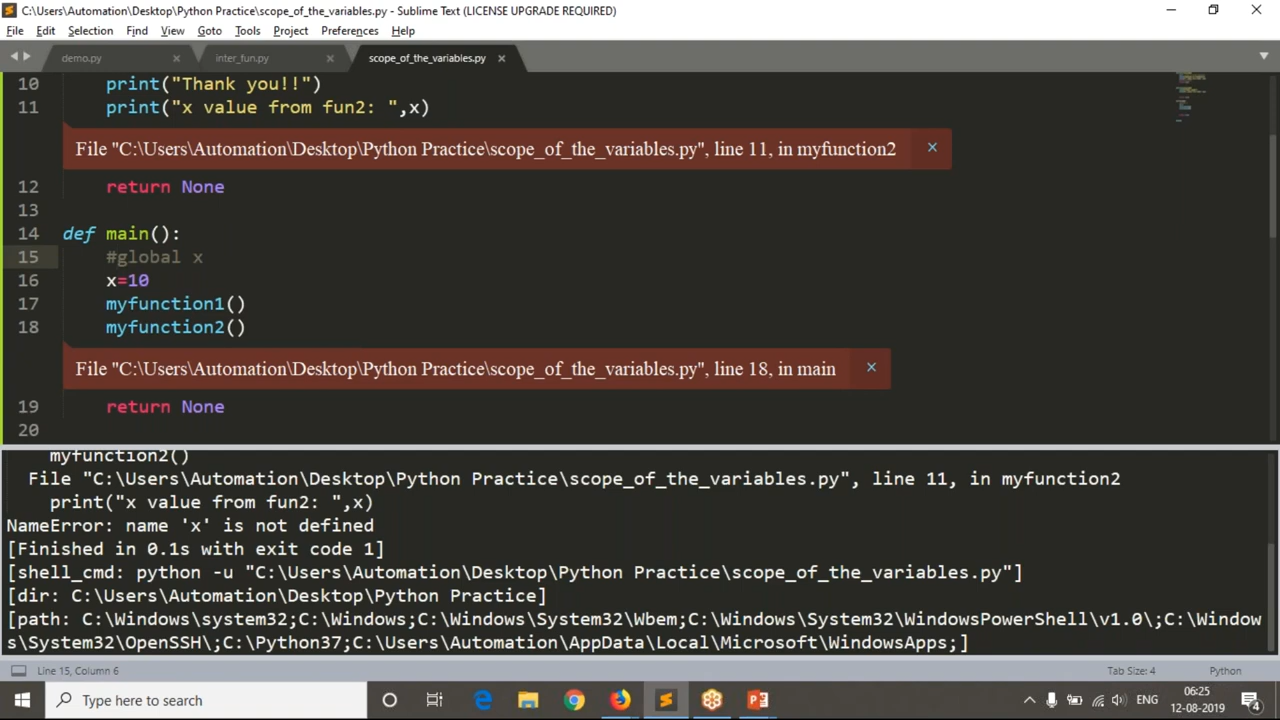 C:\Users\Automation\Desktop\Python Practice\scope_of_the_variables.py - Sublime Text (LICENSE UPGRADE REQUIRED)
File Edit Selection Find View Goto Tools Project Preferences Help
demo.py inter_fun.py scope_of_the_variables.py
10 print("Thank you!!")
11 print("x value from fun2: ",x)
File "C:\Users\Automation\Desktop\Python Practice\scope_of_the_variables.py", line 11, in myfunction2 ×
12 return None
13
14 def main():
15 #global x
16 x=10
17 myfunction1()
18 myfunction2()
File "C:\Users\Automation\Desktop\Python Practice\scope_of_the_variables.py", line 18, in main ×
19 return None
20
myfunction2()
File "C:\Users\Automation\Desktop\Python Practice\scope_of_the_variables.py", line 11, in myfunction2
print("x value from fun2: ",x)
NameError: name 'x' is not defined
[Finished in 0.1s with exit code 1]
[shell_cmd: python -u "C:\Users\Automation\Desktop\Python Practice\scope_of_the_variables.py"]
[dir: C:\Users\Automation\Desktop\Python Practice]
[path: C:\Windows\system32;C:\Windows;C:\Windows\System32\Wbem;C:\Windows\System32\WindowsPowerShell\v1.0\;C:\Window
s\System32\OpenSSH\;C:\Python37;C:\Users\Automation\AppData\Local\Microsoft\WindowsApps;]
Line 15, Column 6 Tab Size: 4 Python
Type here to search ENG 06:25
12-08-2019 4